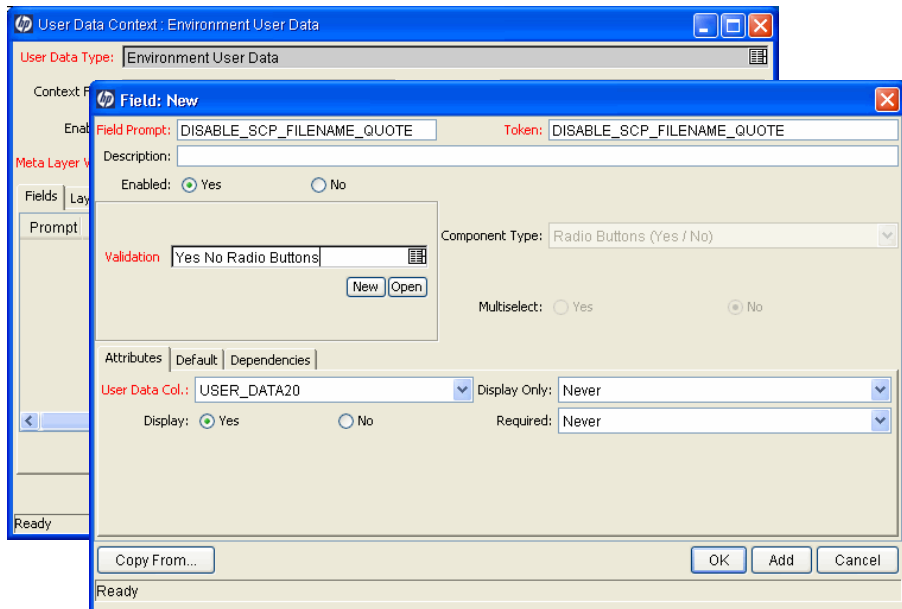 hp User Data Context : Environment User Data
User Data Type: Environment User Data
Context F
Enab
Meta Layer V
Fields Lay
Prompt
Ready
hp Field: New
Field Prompt: DISABLE_SCP_FILENAME_QUOTE Token: DISABLE_SCP_FILENAME_QUOTE
Description:
Enabled: Yes No
Validation Yes No Radio Buttons Component Type: Radio Buttons (Yes / No)
New Open
Multiselect: Yes No
Attributes Default Dependencies
User Data Col.: USER_DATA20 Display Only: Never
Display: Yes No Required: Never
Copy From... OK Add Cancel
Ready